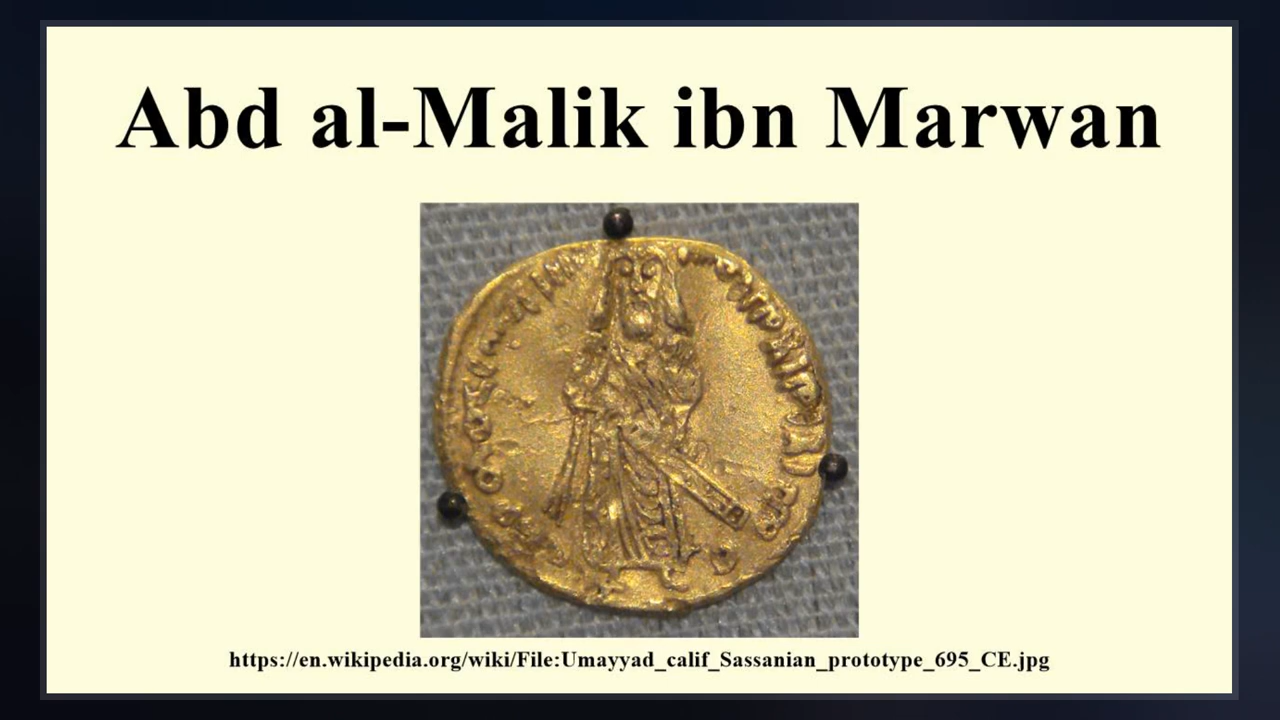 Abd al-Malik ibn Marwan
https://en.wikipedia.org/wiki/File:Umayyad_calif_Sassanian_prototype_695_CE.jpg